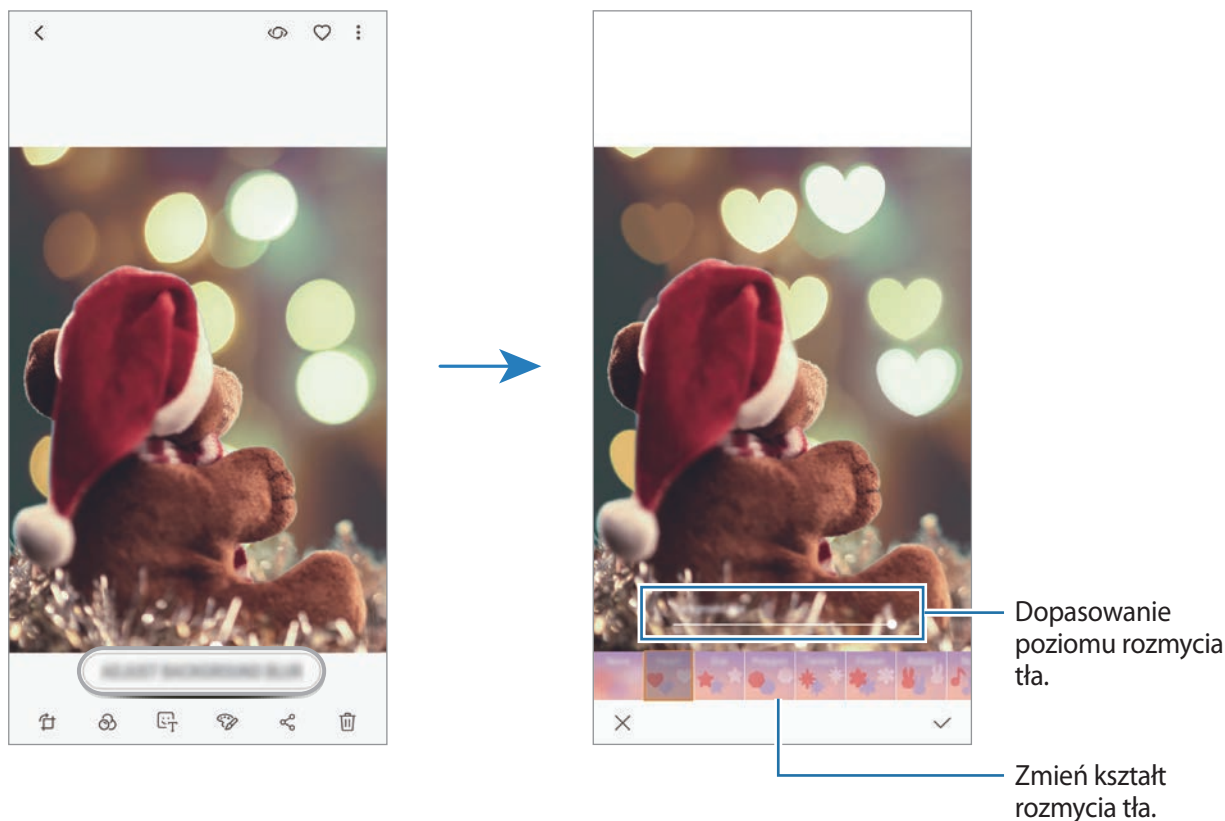 Dopasowanie
poziomu rozmycia
tła.
Zmień kształt
rozmycia tła.